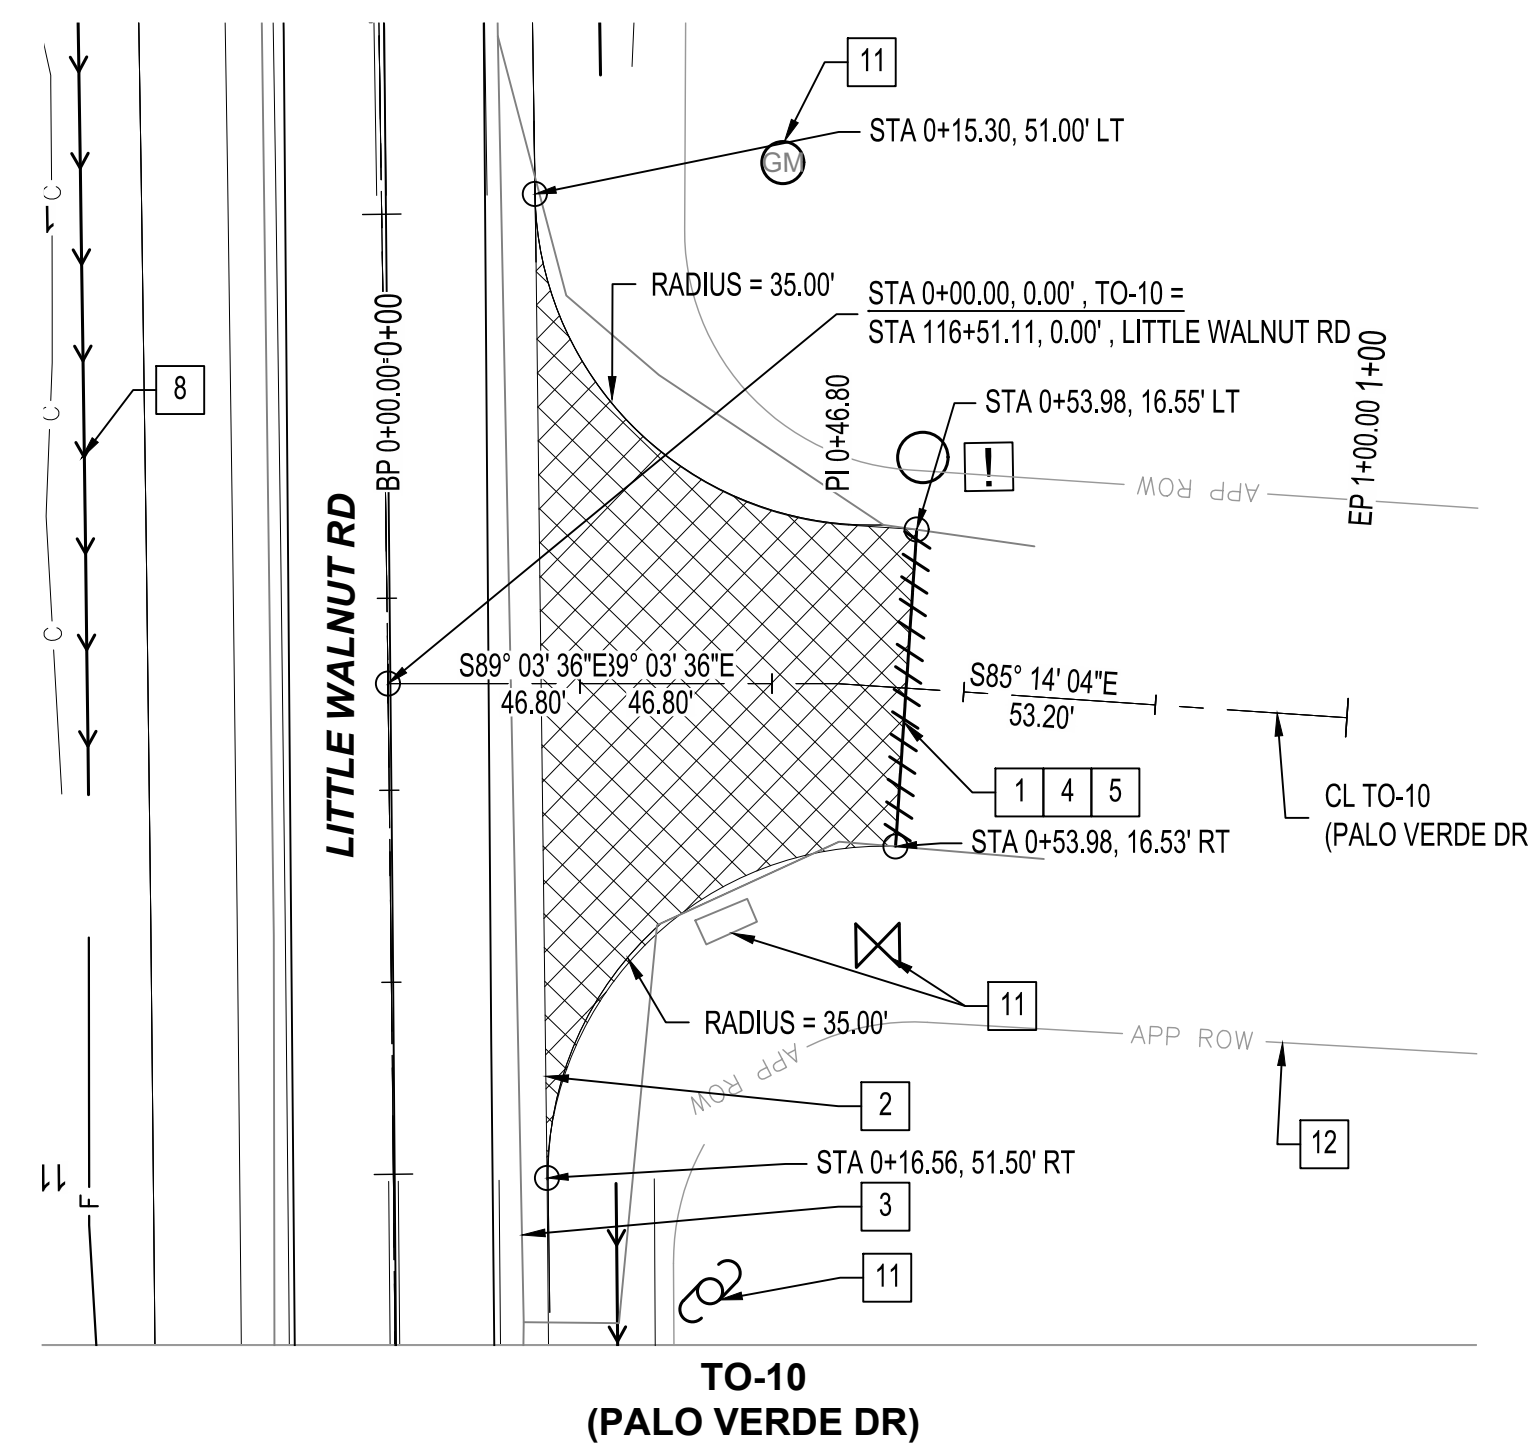 11
STA 0+15.30, 51.00' LT
GM
C
1
RADIUS = 35.00'
STA 0+00.00, 0.00' , TO-10 =
STA 116+51.11, 0.00' , LITTLE WALNUT RD
BP 0+00.00 0+00
8
C
PI 0+46.80
STA 0+53.98, 16.55' LT
EP 1+00.00 1+00
!
APP ROW
LITTLE WALNUT RD
C
S89° 03' 36"E
46.80'
39° 03' 36"E
46.80'
S85° 14' 04"E
53.20'
1 4 5
CL TO-10
(PALO VERDE DR
STA 0+53.98, 16.53' RT
11
RADIUS = 35.00'
APP ROW
APP ROW
2
12
STA 0+16.56, 51.50' RT
11
F
3
11
TO-10
(PALO VERDE DR)